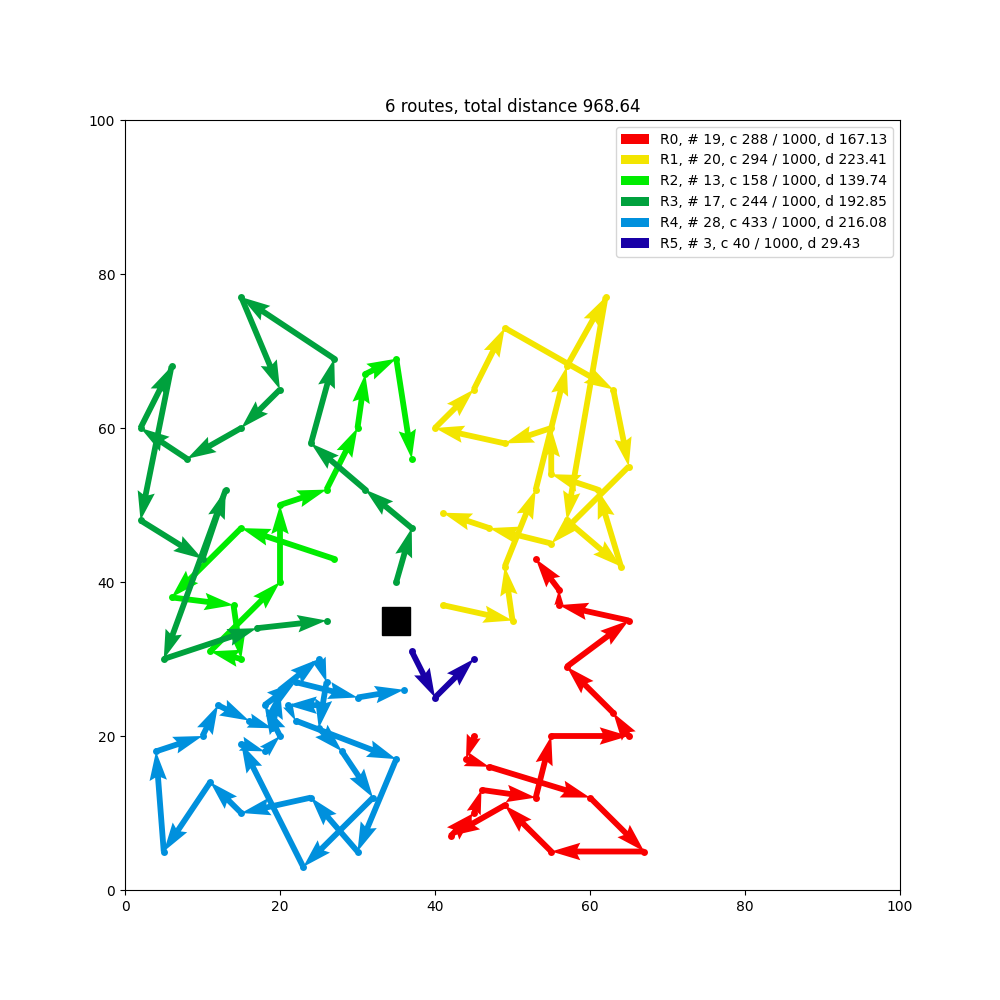 6 routes, total distance 968.64
R0, # 19, c 288 / 1000, d 167.13
R1, # 20, c 294 / 1000, d 223.41
R2, # 13, c 158 / 1000, d 139.74
R3, # 17, c 244 / 1000, d 192.85
R4, # 28, c 433 / 1000, d 216.08
R5, # 3, c 40 / 1000, d 29.43
100
80
60
40
20
0
0 20 40 60 80 100